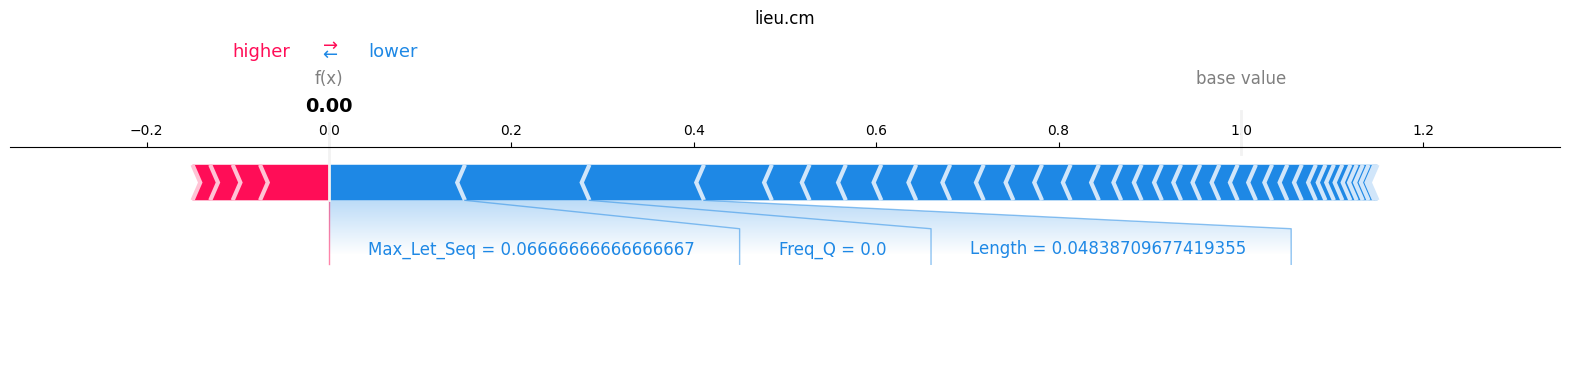 lieu.cm
higher ⇄ lower
f(x) base value
0.00
−0.2 0 0 0.2 0.4 0.6 0.8 1 0 1.2
Max_Let_Seq = 0.06666666666666667 Freq_Q = 0.0 Length = 0.04838709677419355